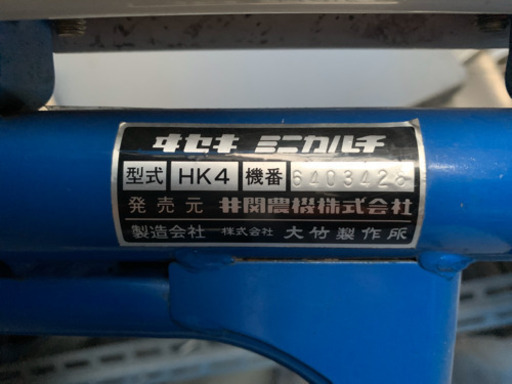 ヰセキ ミニカルチ
型式 HK4 機番 6403426
発売元 井関農機株式会社
製造会社 株式会社 大竹製作所